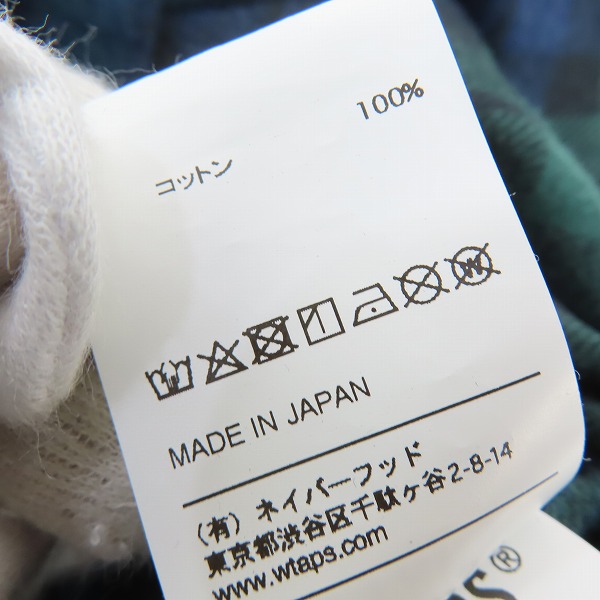 コットン 100%
MADE IN JAPAN
(有) ネイバーフッド
東京都渋谷区千駄ケ谷2-8-14
www.wtaps.com